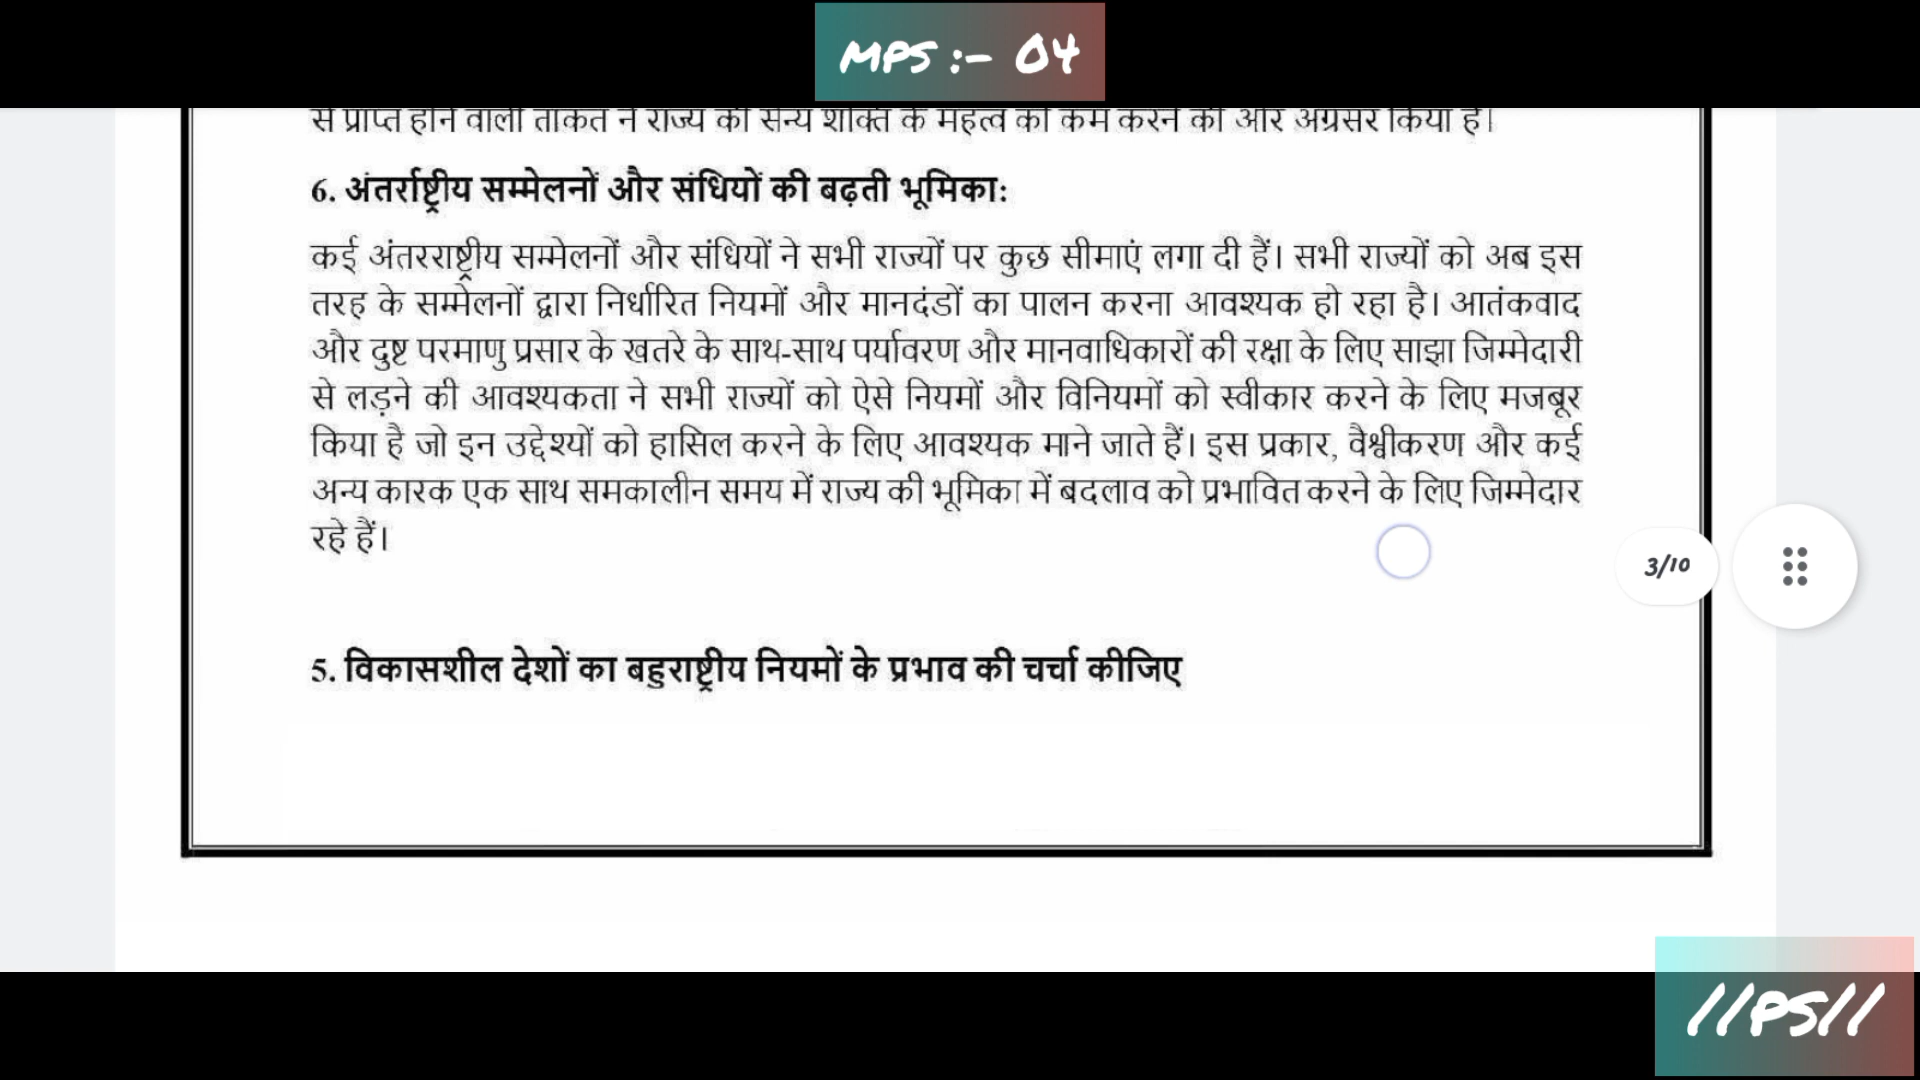 MPS :- 04
से प्राप्त होने वाली ताकत ने राज्य की सैन्य शक्ति के महत्व को कम करने की ओर अग्रसर किया है।
6. अंतर्राष्ट्रीय सम्मेलनों और संधियों की बढ़ती भूमिका:
कई अंतरराष्ट्रीय सम्मेलनों और संधियों ने सभी राज्यों पर कुछ सीमाएं लगा दी हैं। सभी राज्यों को अब इस
तरह के सम्मेलनों द्वारा निर्धारित नियमों और मानदंडों का पालन करना आवश्यक हो रहा है। आतंकवाद
और दुष्ट परमाणु प्रसार के खतरे के साथ-साथ पर्यावरण और मानवाधिकारों की रक्षा के लिए साझा जिम्मेदारी
से लड़ने की आवश्यकता ने सभी राज्यों को ऐसे नियमों और विनियमों को स्वीकार करने के लिए मजबूर
किया है जो इन उद्देश्यों को हासिल करने के लिए आवश्यक माने जाते हैं। इस प्रकार, वैश्वीकरण और कई
अन्य कारक एक साथ समकालीन समय में राज्य की भूमिका में बदलाव को प्रभावित करने के लिए जिम्मेदार
रहे हैं।
3/10
5. विकासशील देशों का बहुराष्ट्रीय नियमों के प्रभाव की चर्चा कीजिए
//PS//